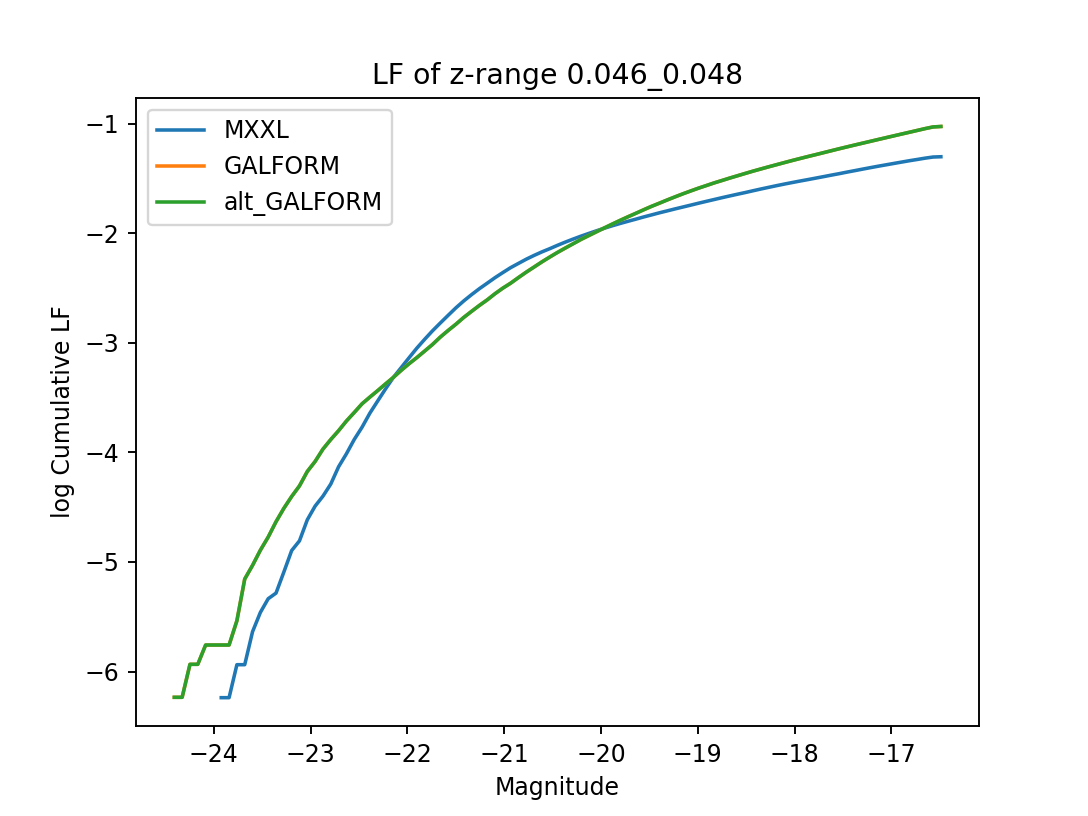 LF of z-range 0.046_0.048
MXXL
GALFORM
alt_GALFORM
log Cumulative LF
−1
−2
−3
−4
−5
−6
−24
−23
−22
−21
−20
−19
−18
−17
Magnitude